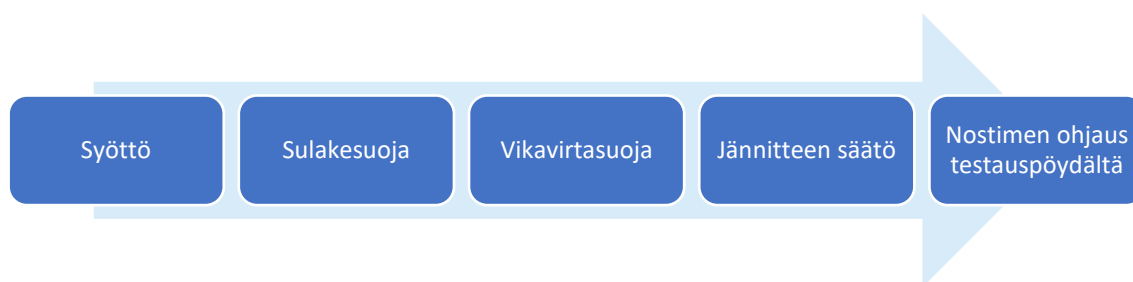 Syöttö
Sulakesuoja
Vikavirtasuoja
Jännitteen säätö
Nostimen ohjaus
testauspöydältä